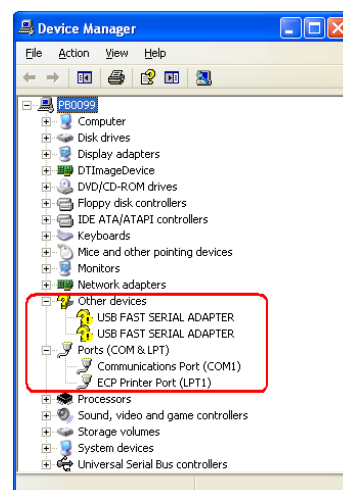 Device Manager
File Action View Help
PB0099
Computer
Disk drives
Display adapters
DTImageDevice
DVD/CD-ROM drives
Floppy disk controllers
IDE ATA/ATAPI controllers
Keyboards
Mice and other pointing devices
Monitors
Network adapters
Other devices
USB FAST SERIAL ADAPTER
USB FAST SERIAL ADAPTER
Ports (COM & LPT)
Communications Port (COM1)
ECP Printer Port (LPT1)
Processors
Sound, video and game controllers
Storage volumes
System devices
Universal Serial Bus controllers